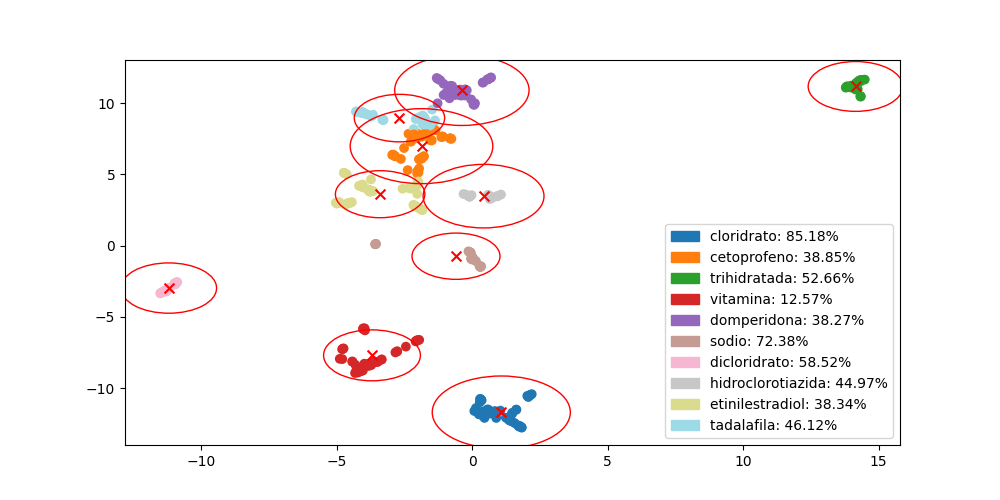 10
5
0
−5
−10
−10
−5
0
5
10
15
cloridrato: 85.18%
cetoprofeno: 38.85%
trihidratada: 52.66%
vitamina: 12.57%
domperidona: 38.27%
sodio: 72.38%
dicloridrato: 58.52%
hidroclorotiazida: 44.97%
etinilestradiol: 38.34%
tadalafila: 46.12%